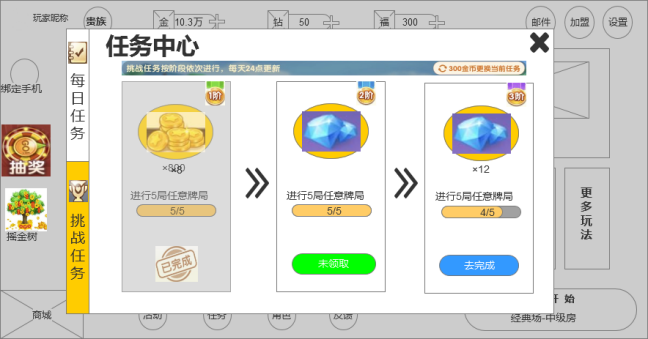 玩家昵称
贵族
金 10.3万
钻 50
福 300
邮件
加盟
设置
任务中心
挑战任务按阶段依次进行，每天24点更新
300金币更换当前任务
每日任务
挑战任务
绑定手机
抽奖
摇金树
商城
1阶
进行5局任意牌局
5/5
已完成
2阶
进行5局任意牌局
5/5
未领取
3阶
×12
进行5局任意牌局
4/5
去完成
更多玩法
活动
任务
角色
反馈
开 始
经典场-中级房